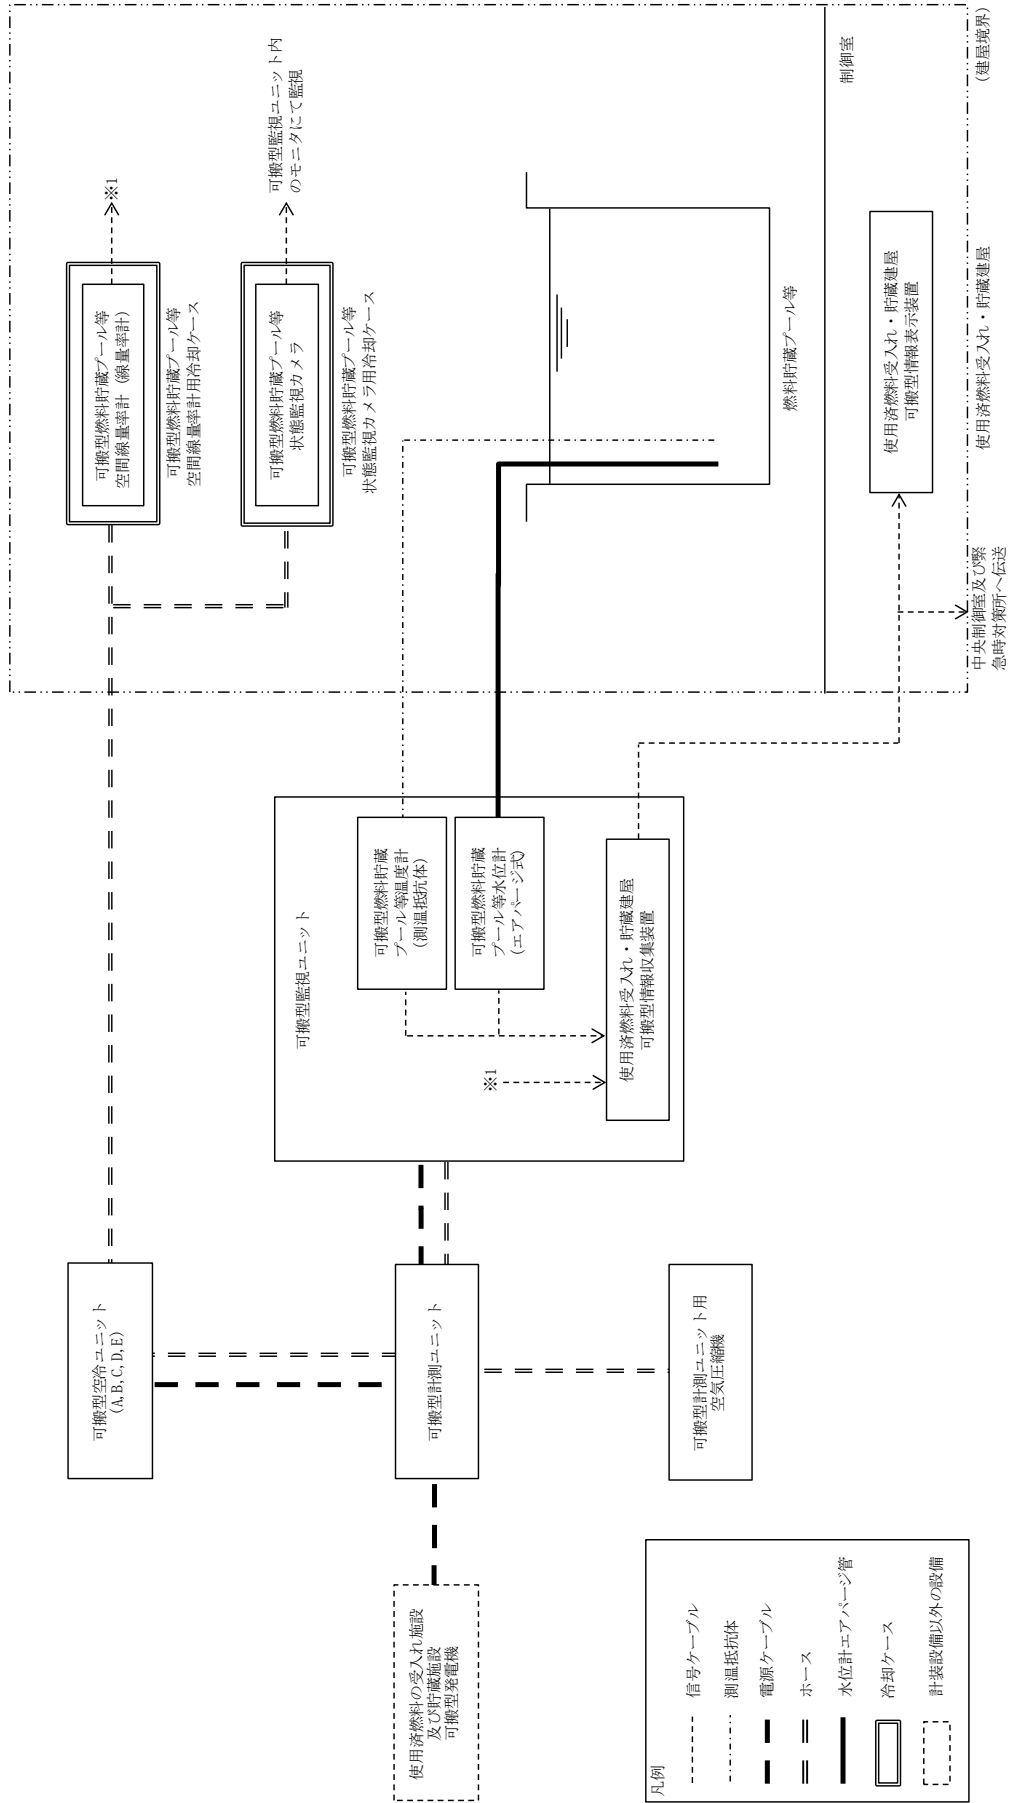 使用済燃料の受入れ施設
及び貯蔵施設
可搬型発電機
可搬型空冷ユニット
(A,B,C,D,E)
可搬型計測ユニット
可搬型計測ユニット用
空気圧縮機
可搬型監視ユニット
可搬型燃料貯蔵
プール等温度計
(測温抵抗体)
可搬型燃料貯蔵
プール等水位計
(エアパージ式)
※1
使用済燃料受入れ・貯蔵建屋
可搬型情報収集装置
可搬型燃料貯蔵プール等
空間線量率計(線量率計)
可搬型燃料貯蔵プール等
空間線量率計用冷却ケース
※1
可搬型燃料貯蔵プール等
状態監視カメラ
可搬型燃料貯蔵プール等
状態監視カメラ用冷却ケース
可搬型監視ユニット内
のモニタにて監視
燃料貯蔵プール等
制御室
使用済燃料受入れ・貯蔵建屋
可搬型情報表示装置
中央制御室及び緊
急時対策所へ伝送
使用済燃料受入れ・貯蔵建屋
(建屋境界)
凡例
信号ケーブル
測温抵抗体
電源ケーブル
ホース
水位計エアパージ管
冷却ケース
計装設備以外の設備